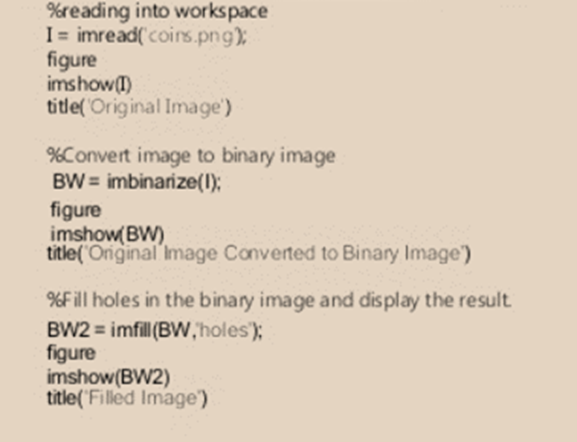 %reading into workspace
I = imread('coins.png');
figure
imshow(I)
title('Original Image')
%Convert image to binary image
BW = imbinarize(I);
figure
imshow(BW)
title('Original Image Converted to Binary Image')
%Fill holes in the binary image and display the result.
BW2 = imfill(BW,'holes');
figure
imshow(BW2)
title('Filled Image')